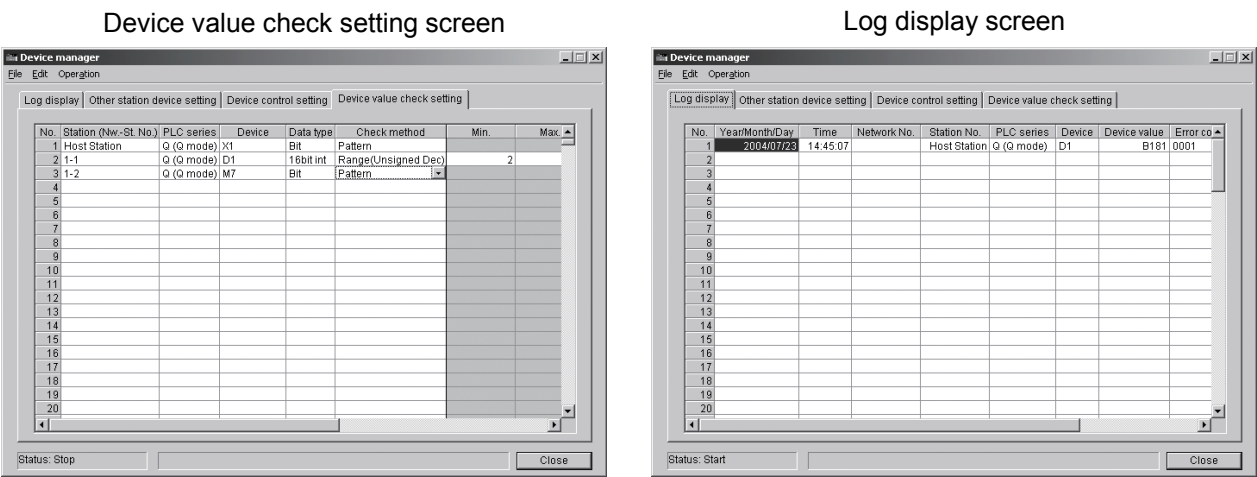 Device value check setting screen
Device manager
File Edit Operation
Log display Other station device setting Device control setting Device value check setting
No. Station (Nw.-St. No.) PLC series Device Data type Check method Min. Max.
1 Host Station Q (Q mode) X1 Bit Pattern
2 1-1 Q (Q mode) D1 16bit int Range(Unsigned Dec) 2
3 1-2 Q (Q mode) M7 Bit Pattern
4
5
6
7
8
9
10
11
12
13
14
15
16
17
18
19
20
Status: Stop Close
Log display screen
Device manager
File Edit Operation
Log display Other station device setting Device control setting Device value check setting
No. Year/Month/Day Time Network No. Station No. PLC series Device Device value Error co
1 2004/07/23 14:45:07 Host Station Q (Q mode) D1 B181 0001
2
3
4
5
6
7
8
9
10
11
12
13
14
15
16
17
18
19
20
Status: Start Close